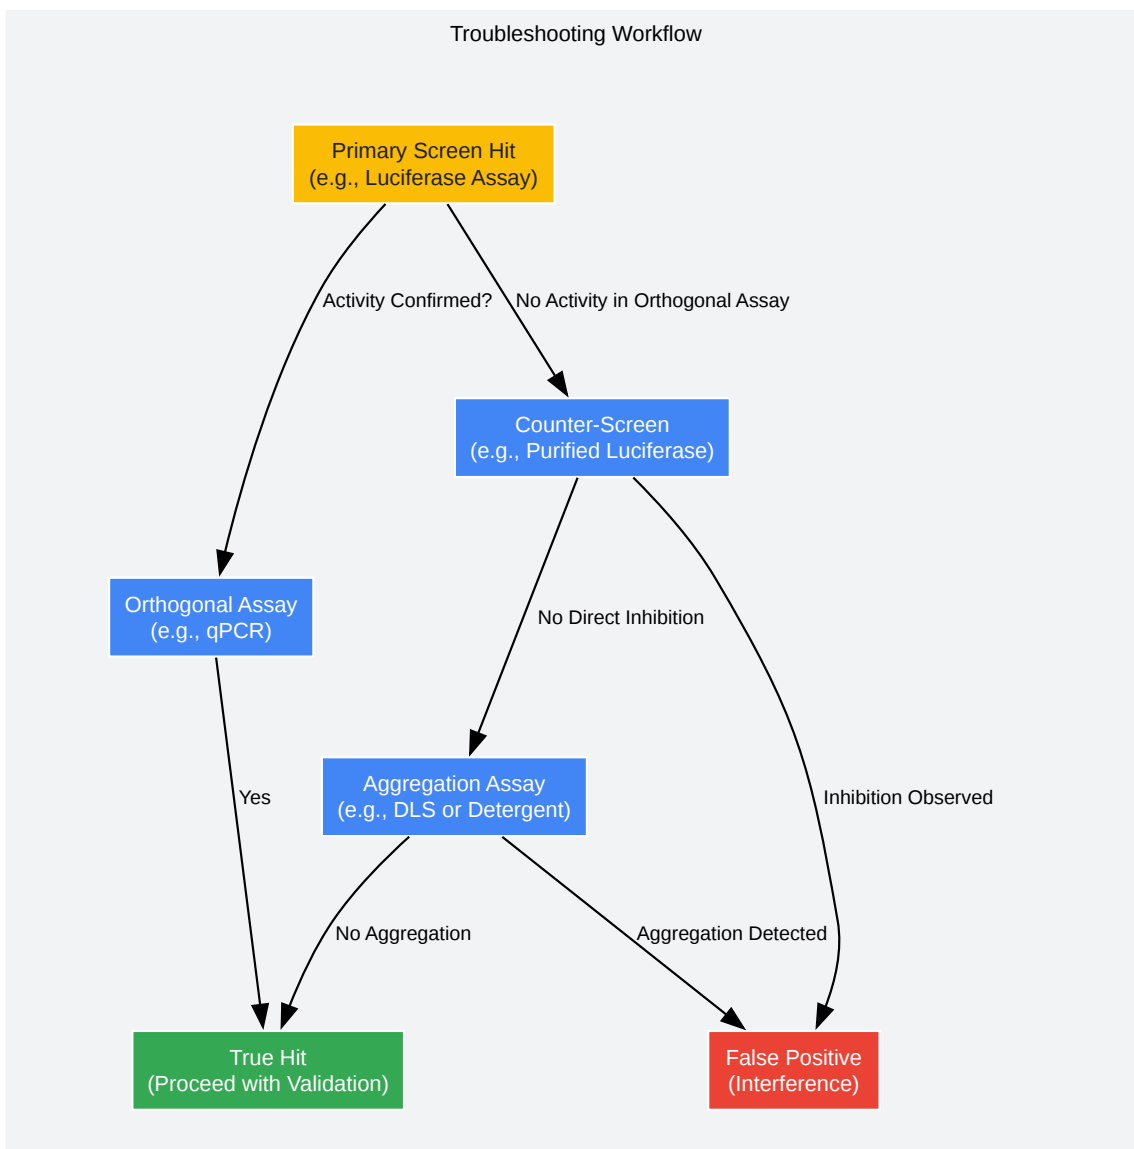 Troubleshooting Workflow
Primary Screen Hit
(e.g., Luciferase Assay)
Activity Confirmed?
No Activity in Orthogonal Assay
Counter-Screen
(e.g., Purified Luciferase)
Orthogonal Assay
(e.g., qPCR)
No Direct Inhibition
Aggregation Assay
(e.g., DLS or Detergent)
Yes
Inhibition Observed
No Aggregation
Aggregation Detected
True Hit
(Proceed with Validation)
False Positive
(Interference)